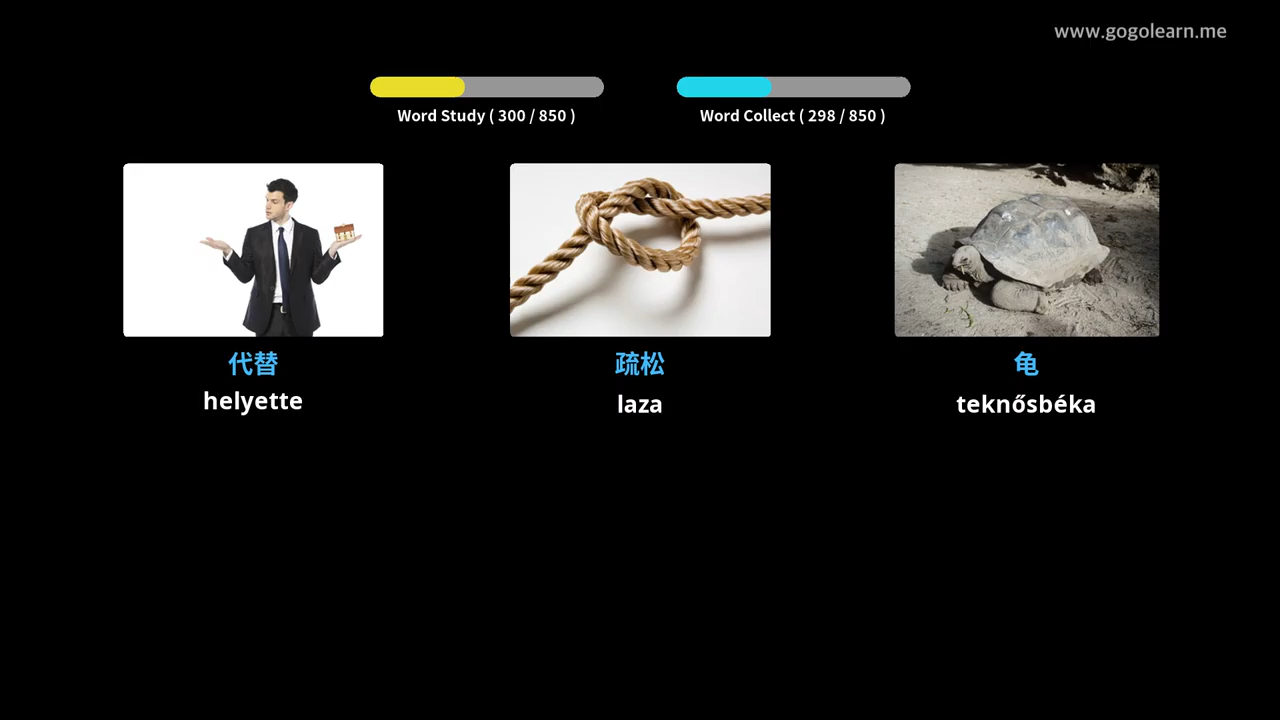 www.gogolearn.me
Word Study ( 300 / 850 )
Word Collect ( 298 / 850 )
代替
疏松
龟
helyette
laza
teknősbéka